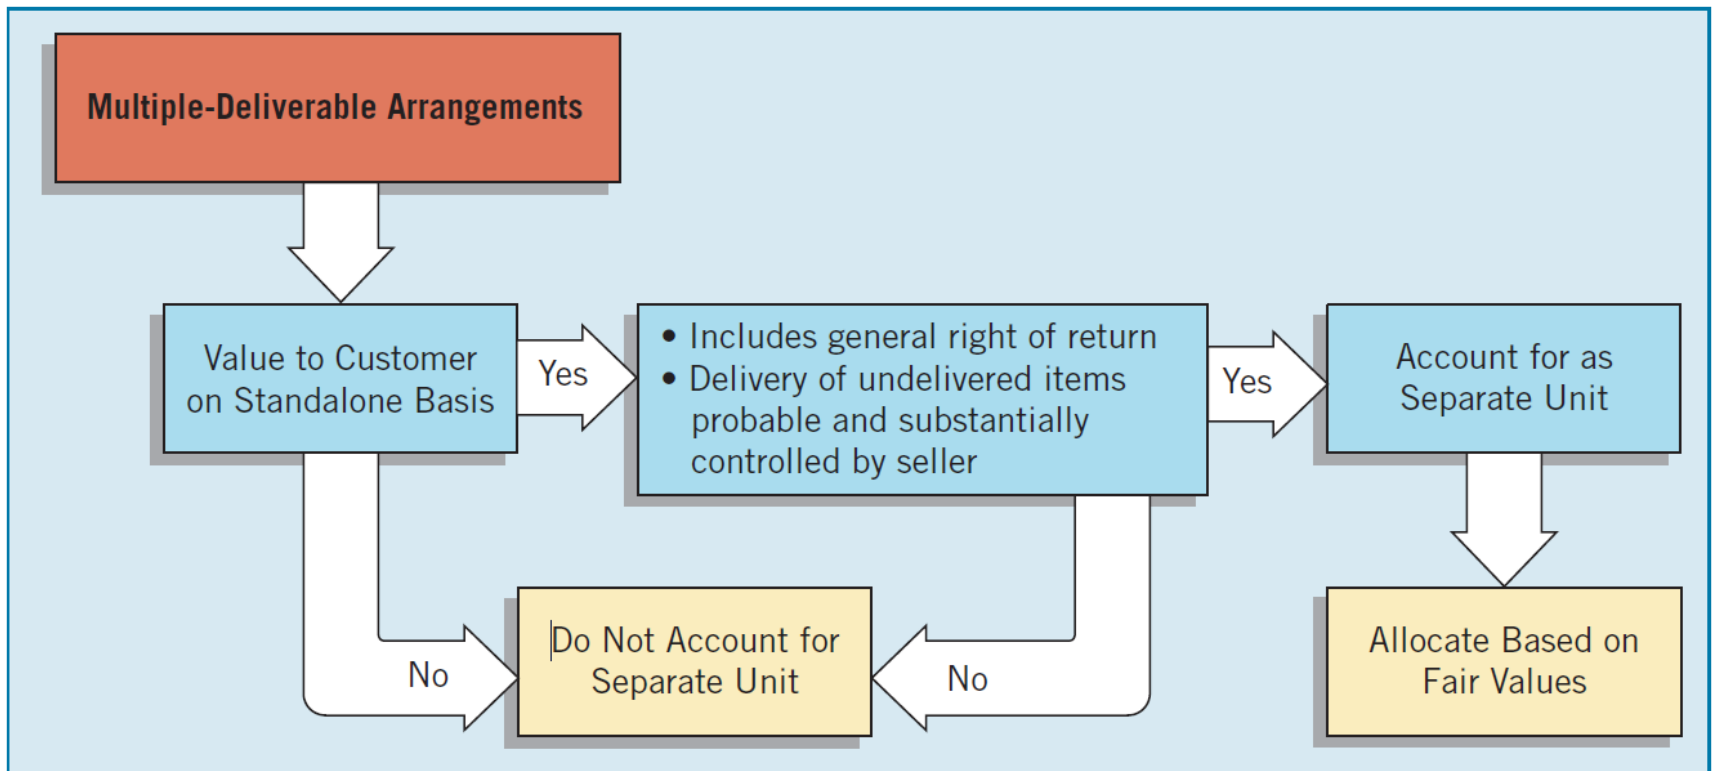 Multiple-Deliverable Arrangements
Value to Customer
on Standalone Basis
Yes
• Includes general right of return
• Delivery of undelivered items
probable and substantially
controlled by seller
Yes
Account for as
Separate Unit
No
Do Not Account for
Separate Unit
No
Allocate Based on
Fair Values